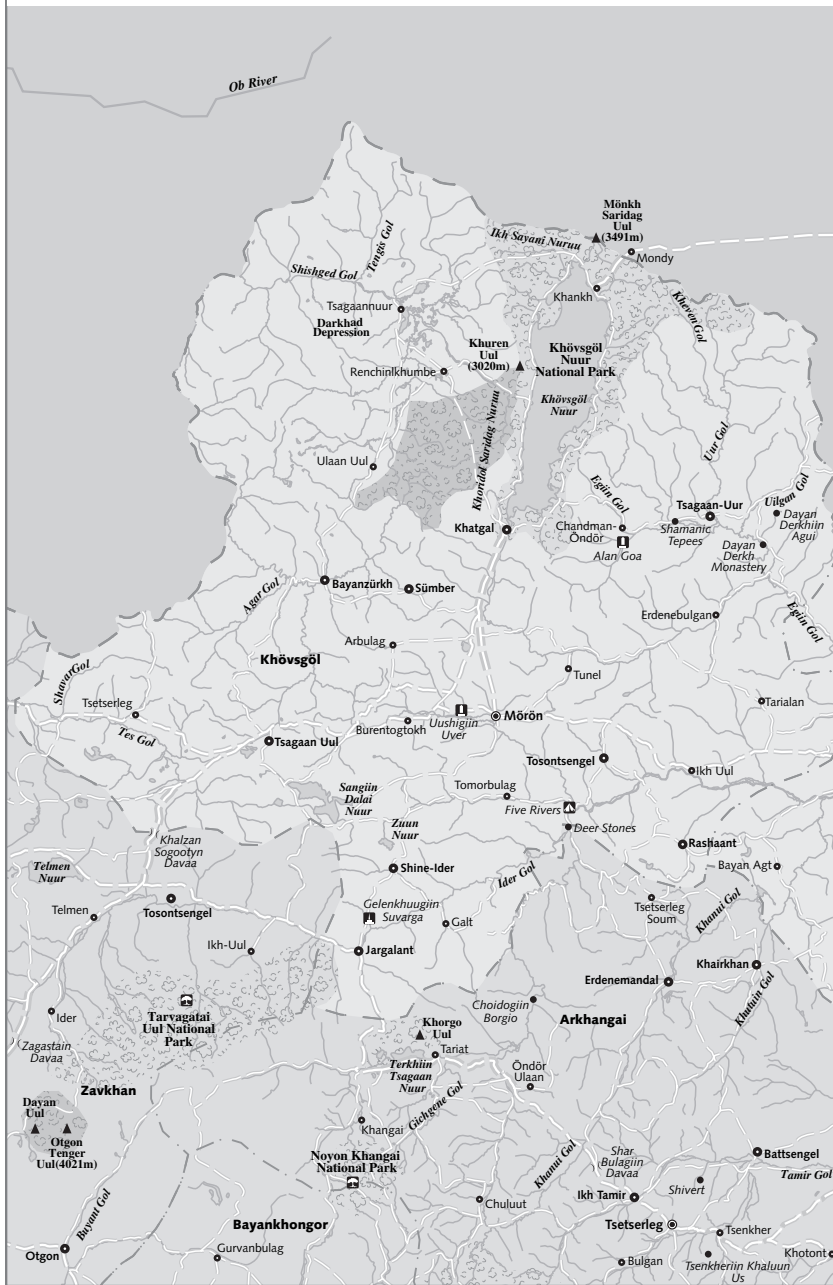 Ob River
Mönkh
Saridag
Uul
(3491m)
Ikh Sayani Nuruu
Mondy
Tengis Gol
Shishged Gol
Khankh
Tsagaannuur
Darkhad
Depression
Kheven Gol
Khuren
Uul
(3020m)
Khövsgöl
Nuur
National Park
Renchinlkhumbe
Khövsgöl
Nuur
Khoridol Saridag Nuruu
Uur Gol
Ulaan Uul
Egiin Gol
Uilgan Gol
Tsagaan-Uur
Khatgal
Chandman-
Öndör
Shamanic
Tepees
Dayan
Derkhiin
Agui
Alan Goa
Dayan
Derkh
Monastery
Agar Gol
Bayanzürkh
Sümber
Erdenebulgan
Egiin Gol
Arbulag
Khövsgöl
Shavar Gol
Tunel
Tsetserleg
Tarialan
Tes Gol
Burentogtokh
Uushigiin
Uver
Mörön
Tsagaan Uul
Tosontsengel
Ikh Uul
Sangiin
Dalai
Nuur
Tomorbulag
Five Rivers
Zuun
Nuur
Deer Stones
Khalzan
Sogootyn
Davaa
Rashaant
Telmen
Nuur
Shine-Ider
Ider Gol
Bayan Agt
Tosontsengel
Telmen
Gelenkhuugiin
Suvarga
Galt
Tsetserleg
Soum
Khanui Gol
Ikh-Uul
Jargalant
Khairkhan
Erdenemandal
Choidogiin
Borgio
Khutuin Gol
Ider
Tarvagatai
Uul National
Park
Arkhangai
Khorgo
Uul
Zagastain
Davaa
Tariat
Terkhiin
Tsagaan
Nuur
Öndör
Ulaan
Zavkhan
Gichgene Gol
Dayan
Uul
Otgon
Tenger
Uul(4021m)
Khangai
Noyon Khangai
National Park
Khanui Gol
Shar
Bulagiin
Davaa
Battsengel
Tamir Gol
Buyant Gol
Shivert
Ikh Tamir
Chuluut
Bayankhongor
Tsetserleg
Tsenkher
Otgon
Gurvanbulag
Bulgan
Tsenkheriin Khaluun
Us
Khotont